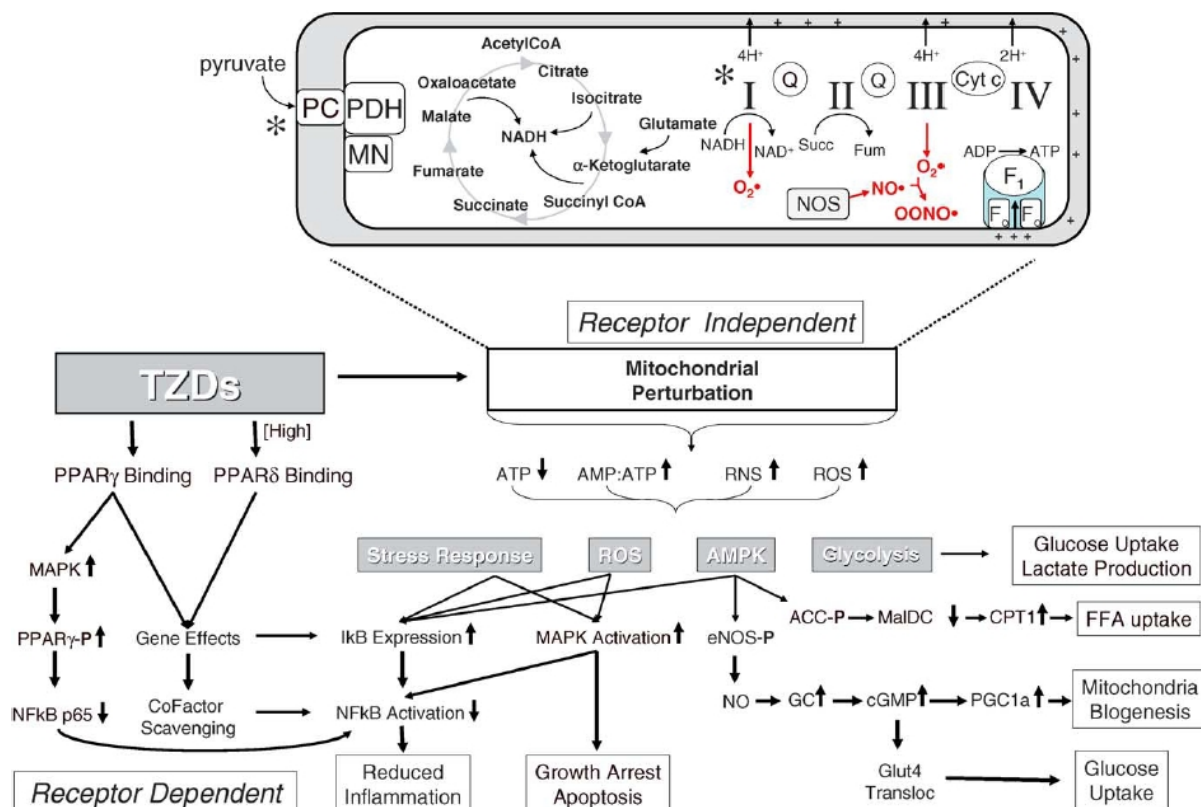 pyruvate
*
PC
PDH
MN
AcetylCoA
Oxaloacetate
Citrate
Isocitrate
Malate
NADH
Glutamate
α-Ketoglutarate
Fumarate
Succinate
Succinyl CoA
4H⁺
4H⁺
2H⁺
*
I
Q
II
Q
III
Cyt c
IV
NADH
NAD⁺
Succ
Fum
O₂•
NOS
NO•
O₂•
OONO•
ADP
ATP
F₁
Fₒ
Fₒ
+ + + + + + + + + + + +
Receptor Independent
TZDs
Mitochondrial
Perturbation
[High]
PPARγ Binding
PPARδ Binding
ATP
AMP:ATP
RNS
ROS
Stress Response
ROS
AMPK
Glycolysis
Glucose Uptake
Lactate Production
MAPK
ACC-P
MalDC
CPT1
FFA uptake
PPARγ-P
Gene Effects
IkB Expression
MAPK Activation
eNOS-P
NFkB p65
CoFactor
Scavenging
NFkB Activation
NO
GC
cGMP
PGC1a
Mitochondria
Blogenesis
Receptor Dependent
Reduced
Inflammation
Growth Arrest
Apoptosis
Glut4
Transloc
Glucose
Uptake